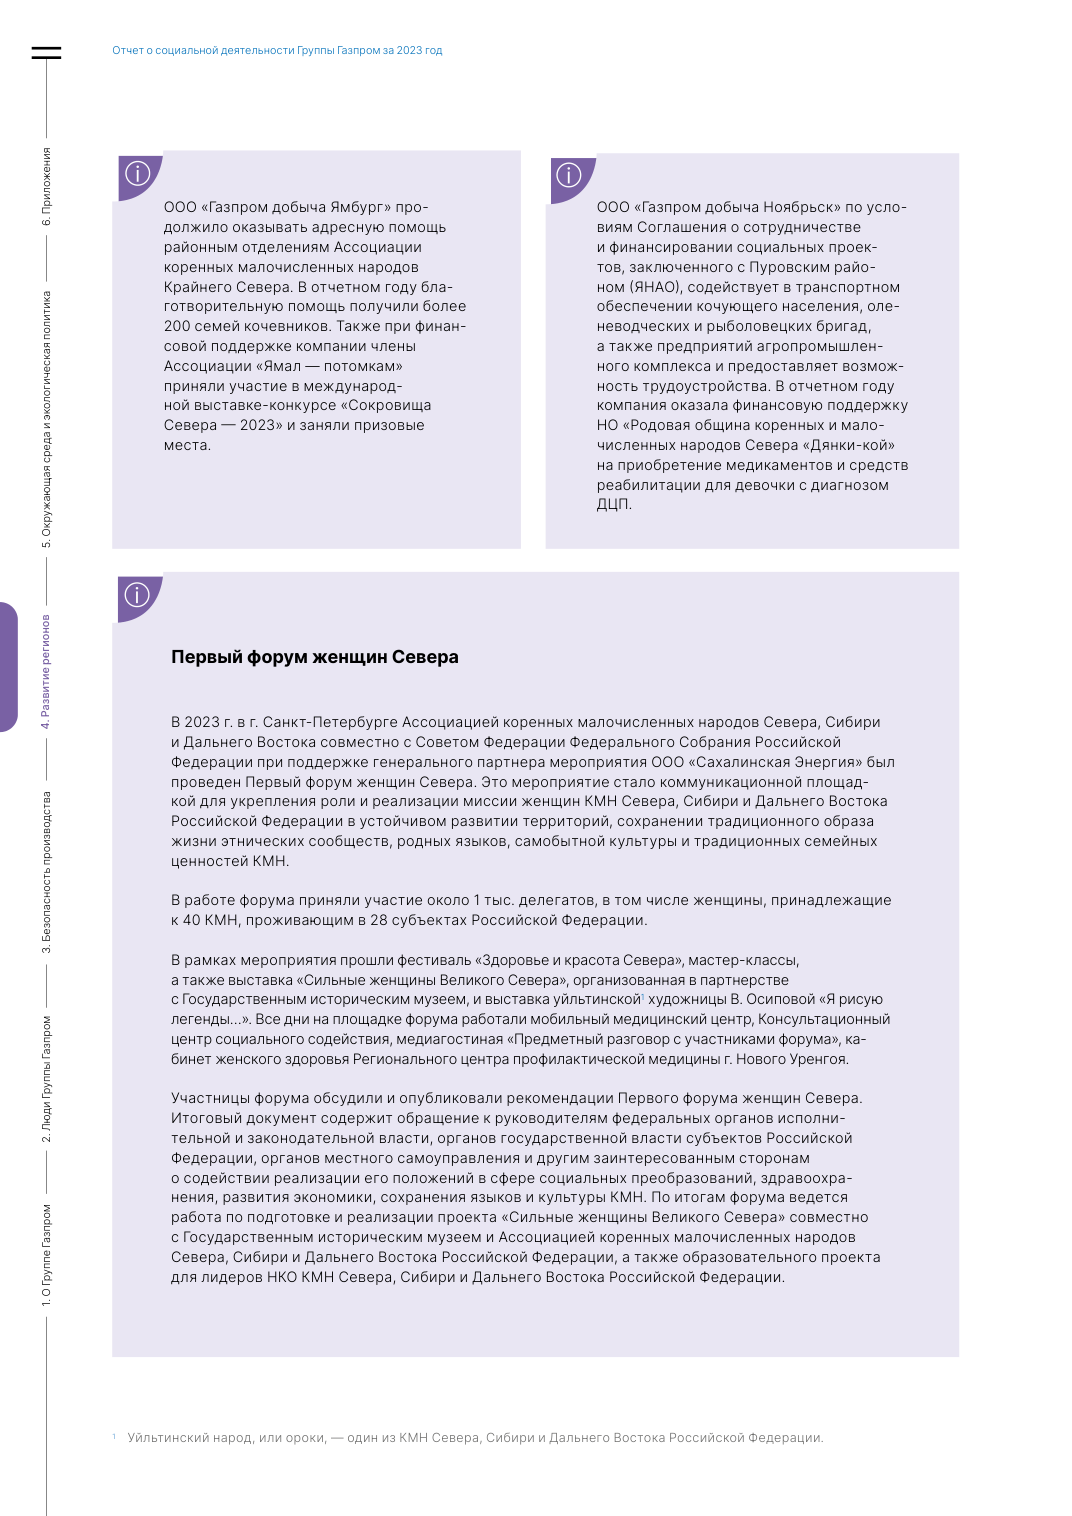 Отчет о социальной деятельности Группы Газпром за 2023 год
6. Приложения
5. Окружающая среда и экологическая политика
4. Развитие регионов
3. Безопасность производства
2. Люди Группы Газпром
1. О Группе Газпром
ООО «Газпром добыча Ямбург» про-
должило оказывать адресную помощь
районным отделениям Ассоциации
коренных малочисленных народов
Крайнего Севера. В отчетном году бла-
готворительную помощь получили более
200 семей кочевников. Также при финан-
совой поддержке компании члены
Ассоциации «Ямал — потомкам»
приняли участие в международ-
ной выставке-конкурсе «Сокровища
Севера — 2023» и заняли призовые
места.
ООО «Газпром добыча Ноябрьск» по усло-
виям Соглашения о сотрудничестве
и финансировании социальных проек-
тов, заключенного с Пуровским райо-
ном (ЯНАО), содействует в транспортном
обеспечении кочующего населения, оле-
неводческих и рыболовецких бригад,
а также предприятий агропромышлен-
ного комплекса и предоставляет возмож-
ность трудоустройства. В отчетном году
компания оказала финансовую поддержку
НО «Родовая община коренных и мало-
численных народов Севера «Дянки-кой»
на приобретение медикаментов и средств
реабилитации для девочки с диагнозом
ДЦП.
Первый форум женщин Севера
В 2023 г. в г. Санкт-Петербурге Ассоциацией коренных малочисленных народов Севера, Сибири
и Дальнего Востока совместно с Советом Федерации Федерального Собрания Российской
Федерации при поддержке генерального партнера мероприятия ООО «Сахалинская Энергия» был
проведен Первый форум женщин Севера. Это мероприятие стало коммуникационной площад-
кой для укрепления роли и реализации миссии женщин КМН Севера, Сибири и Дальнего Востока
Российской Федерации в устойчивом развитии территорий, сохранении традиционного образа
жизни этнических сообществ, родных языков, самобытной культуры и традиционных семейных
ценностей КМН.
В работе форума приняли участие около 1 тыс. делегатов, в том числе женщины, принадлежащие
к 40 КМН, проживающим в 28 субъектах Российской Федерации.
В рамках мероприятия прошли фестиваль «Здоровье и красота Севера», мастер-классы,
а также выставка «Сильные женщины Великого Севера», организованная в партнерстве
с Государственным историческим музеем, и выставка уйльтинской¹ художницы В. Осиповой «Я рисую
легенды...». Все дни на площадке форума работали мобильный медицинский центр, Консультационный
центр социального содействия, медиагостиная «Предметный разговор с участниками форума», ка-
бинет женского здоровья Регионального центра профилактической медицины г. Нового Уренгоя.
Участницы форума обсудили и опубликовали рекомендации Первого форума женщин Севера.
Итоговый документ содержит обращение к руководителям федеральных органов исполни-
тельной и законодательной власти, органов государственной власти субъектов Российской
Федерации, органов местного самоуправления и другим заинтересованным сторонам
о содействии реализации его положений в сфере социальных преобразований, здравоохра-
нения, развития экономики, сохранения языков и культуры КМН. По итогам форума ведется
работа по подготовке и реализации проекта «Сильные женщины Великого Севера» совместно
с Государственным историческим музеем и Ассоциацией коренных малочисленных народов
Севера, Сибири и Дальнего Востока Российской Федерации, а также образовательного проекта
для лидеров НКО КМН Севера, Сибири и Дальнего Востока Российской Федерации.
¹ Уйльтинский народ, или ороки, — один из КМН Севера, Сибири и Дальнего Востока Российской Федерации.